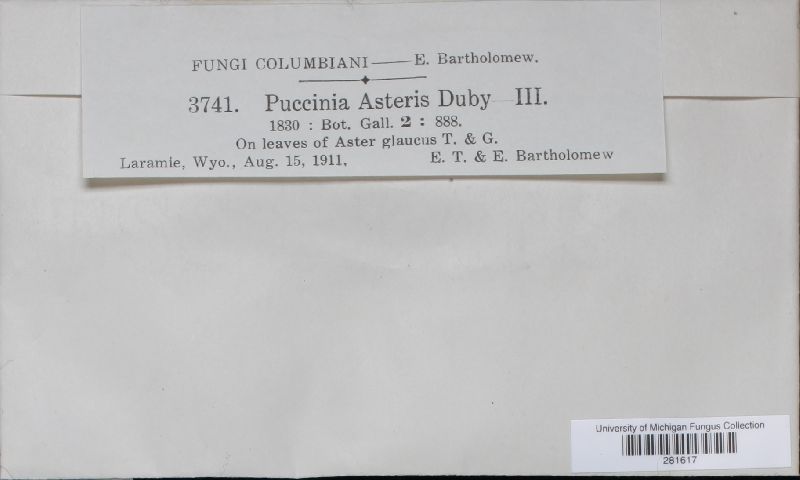 FUNGI COLUMBIANI — E. Bartholomew.
3741. Puccinia Asteris Duby III.
1830 : Bot. Gall. 2 : 888.
On leaves of Aster glaucus T. & G.
Laramie, Wyo., Aug. 15, 1911, E. T. & E. Bartholomew
University of Michigan Fungus Collection
281617